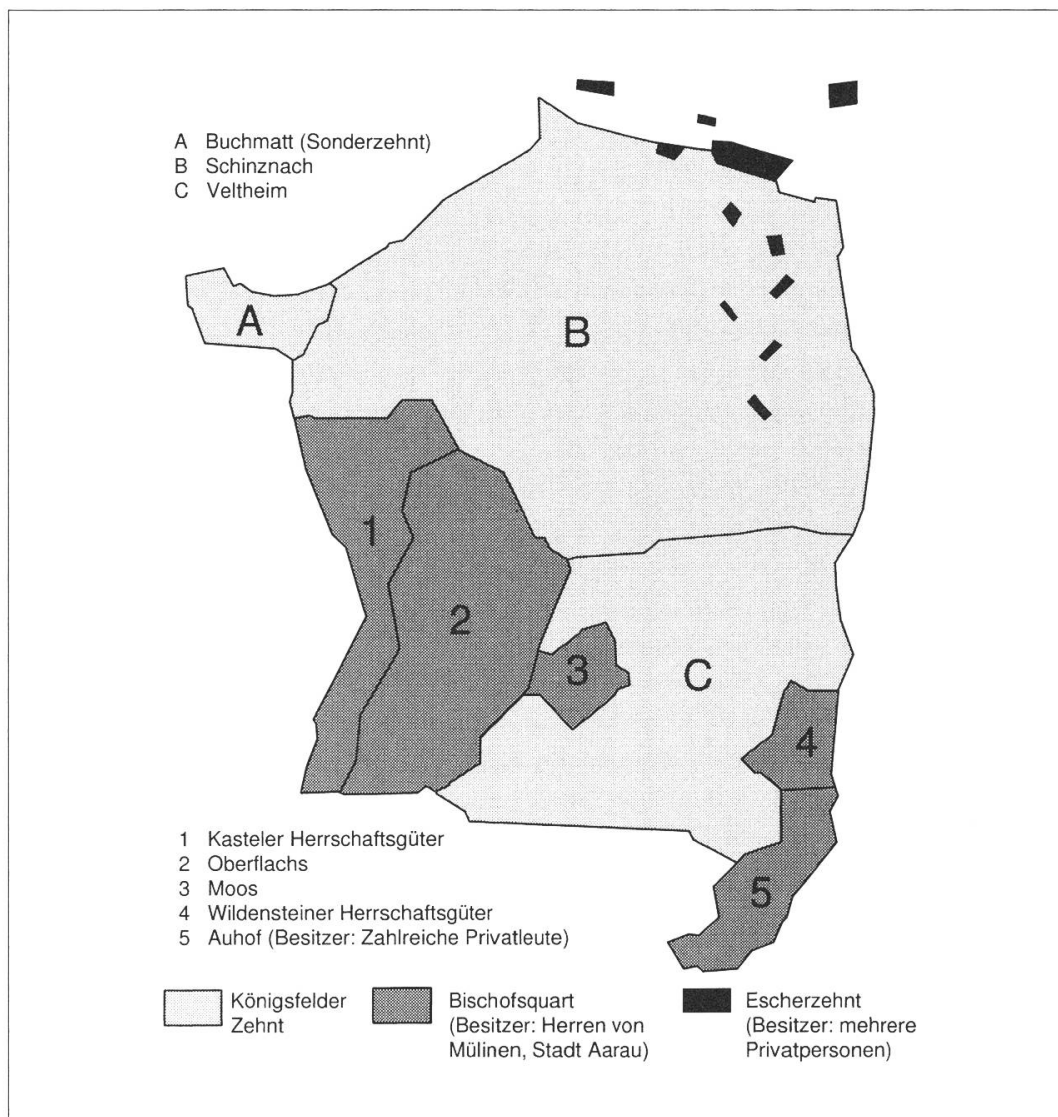 A Buchmatt (Sonderzehnt)
B Schinznach
C Veltheim
A
B
1
2
3
C
4
5
1 Kasteler Herrschaftsgüter
2 Oberflachs
3 Moos
4 Wildensteiner Herrschaftsgüter
5 Auhof (Besitzer: Zahlreiche Privatleute)
Königsfelder
Zehnt
Bischofsquart
(Besitzer: Herren von
Mülinen, Stadt Aarau)
Escherzehnt
(Besitzer: mehrere
Privatpersonen)